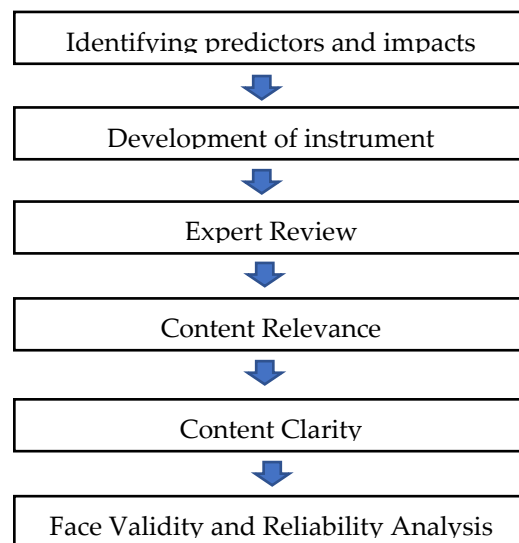 Identifying predictors and impacts
Development of instrument
Expert Review
Content Relevance
Content Clarity
Face Validity and Reliability Analysis